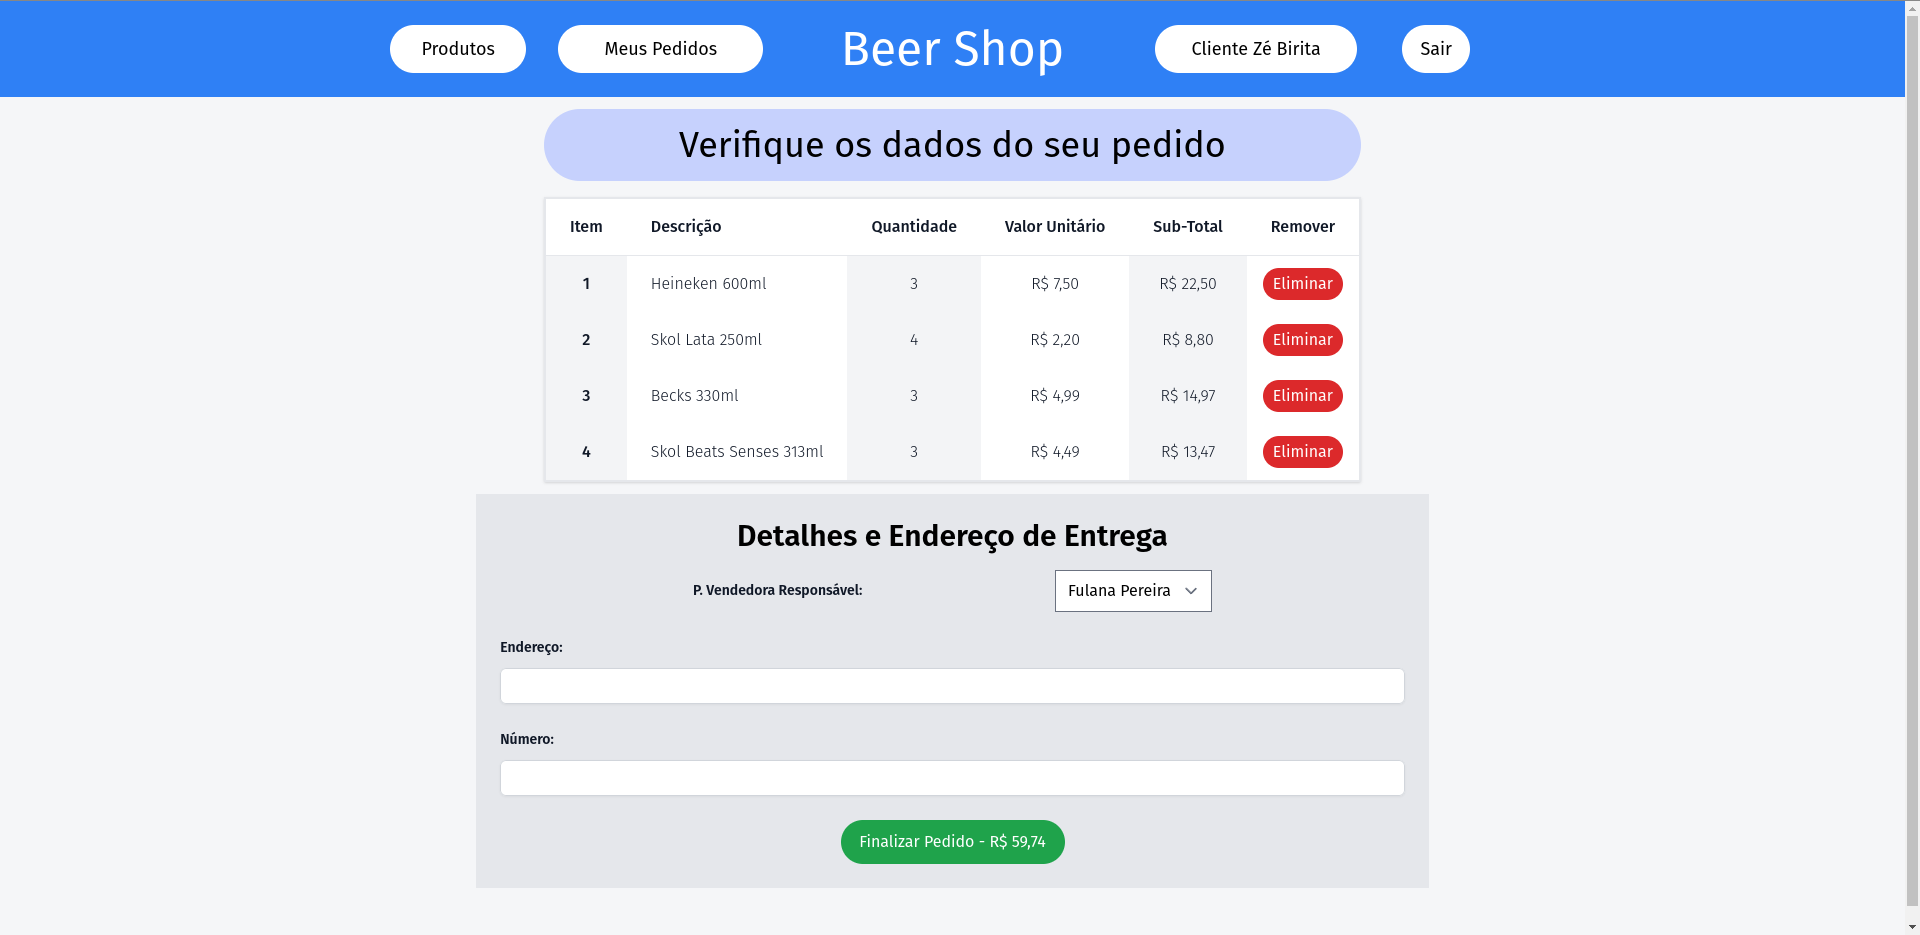 Produtos Meus Pedidos Beer Shop Cliente Zé Birita Sair
Verifique os dados do seu pedido
Item Descrição Quantidade Valor Unitário Sub-Total Remover
1 Heineken 600ml 3 R$ 7,50 R$ 22,50 Eliminar
2 Skol Lata 250ml 4 R$ 2,20 R$ 8,80 Eliminar
3 Becks 330ml 3 R$ 4,99 R$ 14,97 Eliminar
4 Skol Beats Senses 313ml 3 R$ 4,49 R$ 13,47 Eliminar
Detalhes e Endereço de Entrega
P. Vendedora Responsável: Fulana Pereira
Endereço:
Número:
Finalizar Pedido - R$ 59,74